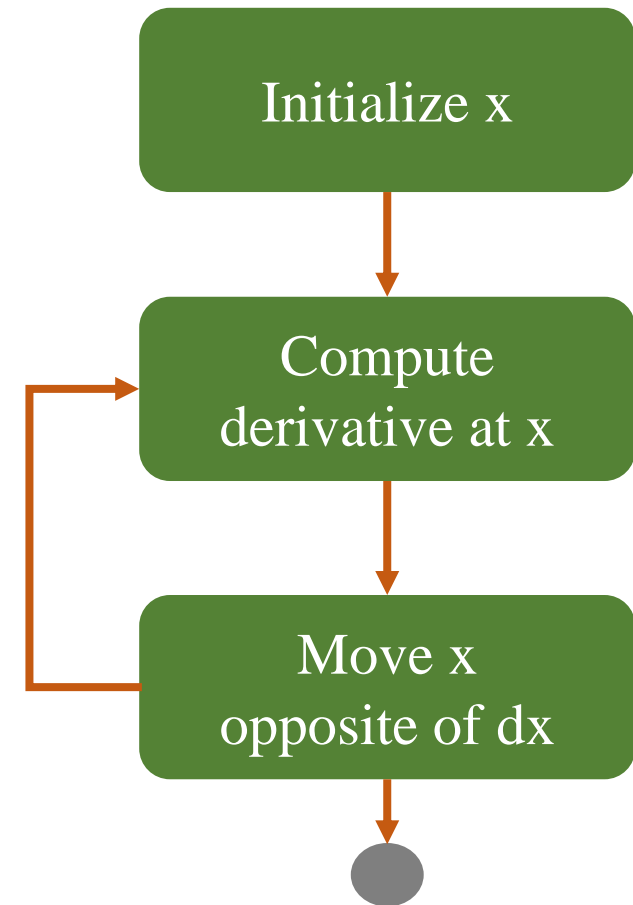 Initialize x
Compute
derivative at x
Move x
opposite of dx